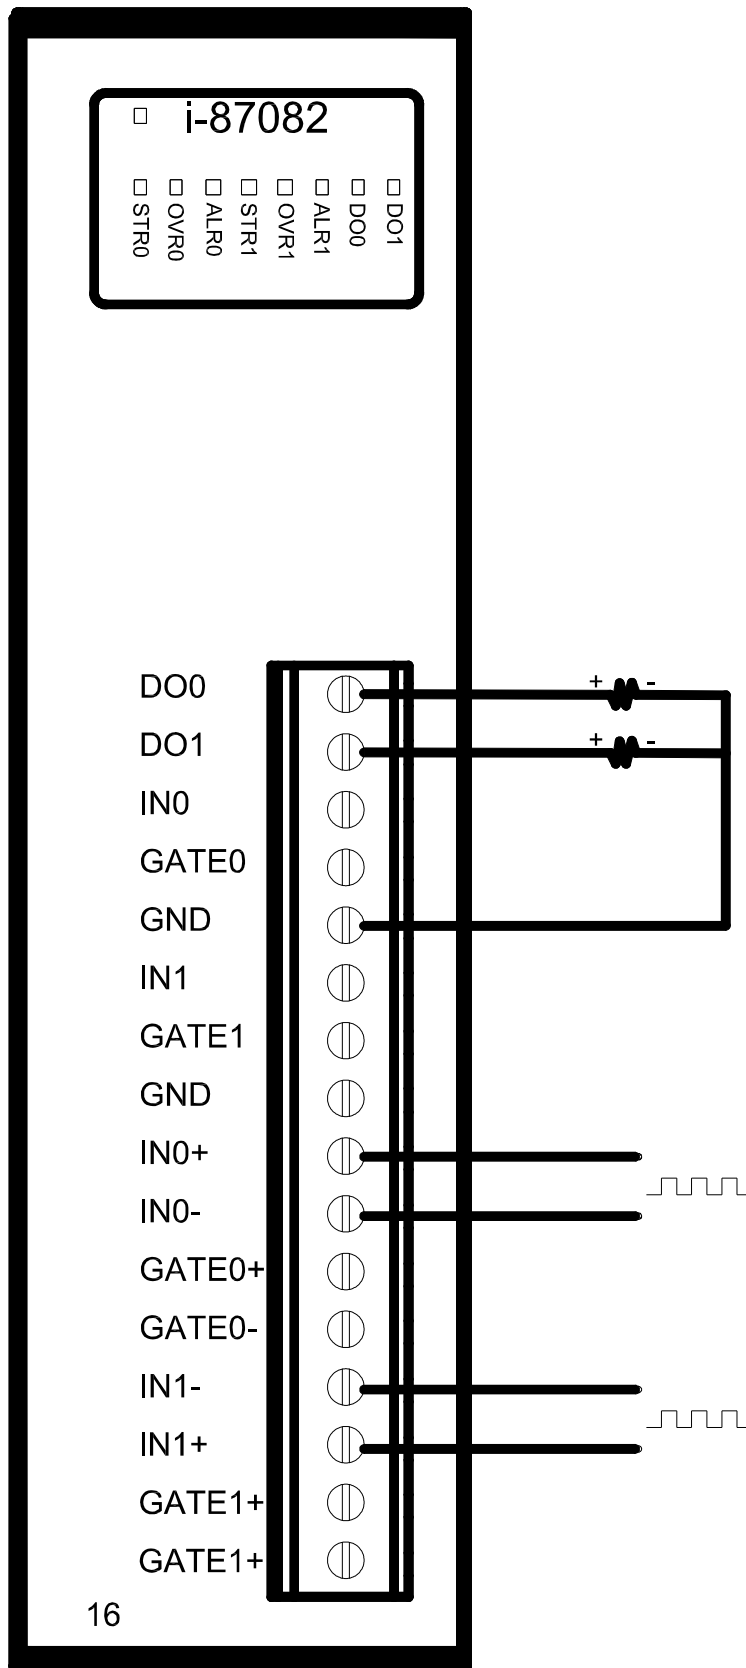 i-87082
STR0
OVR0
ALR0
STR1
OVR1
ALR1
DO0
DO1
DO0
+ -
DO1
+ -
IN0
GATE0
GND
IN1
GATE1
GND
IN0+
IN0-
GATE0+
GATE0-
IN1-
IN1+
GATE1+
GATE1+
16